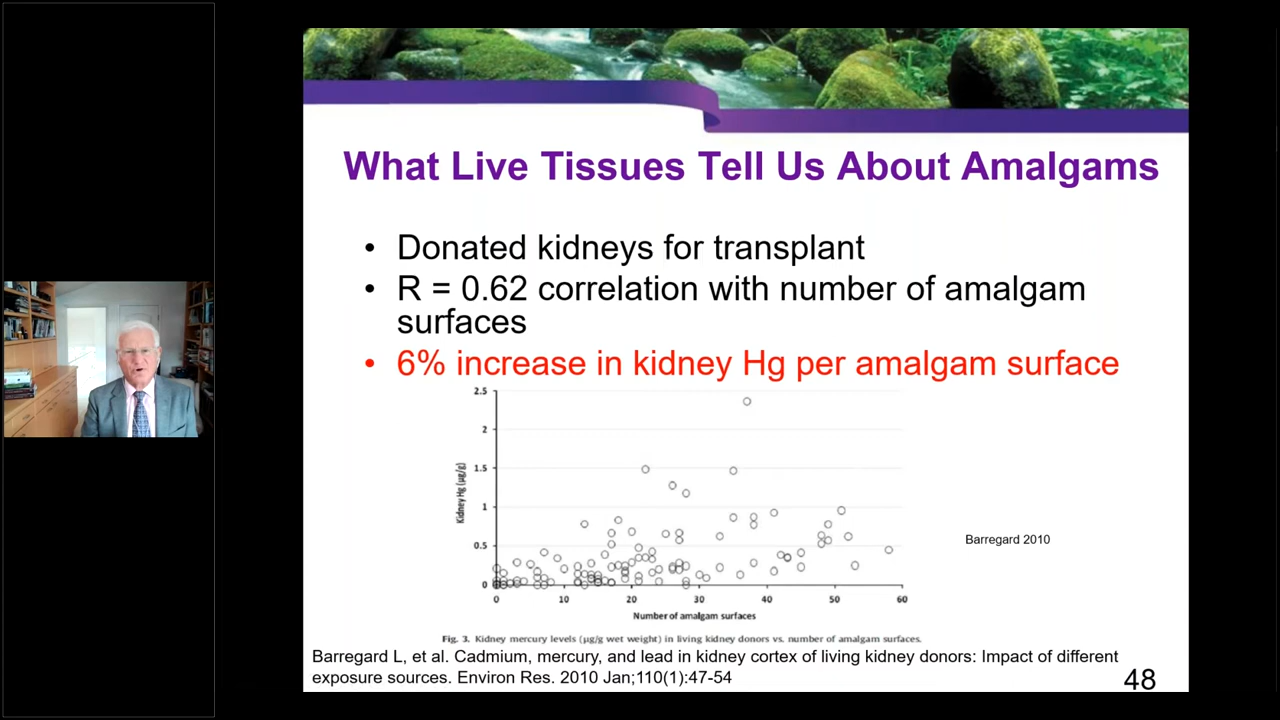 What Live Tissues Tell Us About Amalgams
• Donated kidneys for transplant
• R = 0.62 correlation with number of amalgam
surfaces
• 6% increase in kidney Hg per amalgam surface
2.5
2
1.5
1
0.5
0
Kidney Hg (µg/g)
0 10 20 30 40 50 60
Number of amalgam surfaces
Barregard 2010
Fig. 3. Kidney mercury levels (µg/g wet weight) in living kidney donors vs. number of amalgam surfaces.
Barregard L, et al. Cadmium, mercury, and lead in kidney cortex of living kidney donors: Impact of different
exposure sources. Environ Res. 2010 Jan;110(1):47-54
48